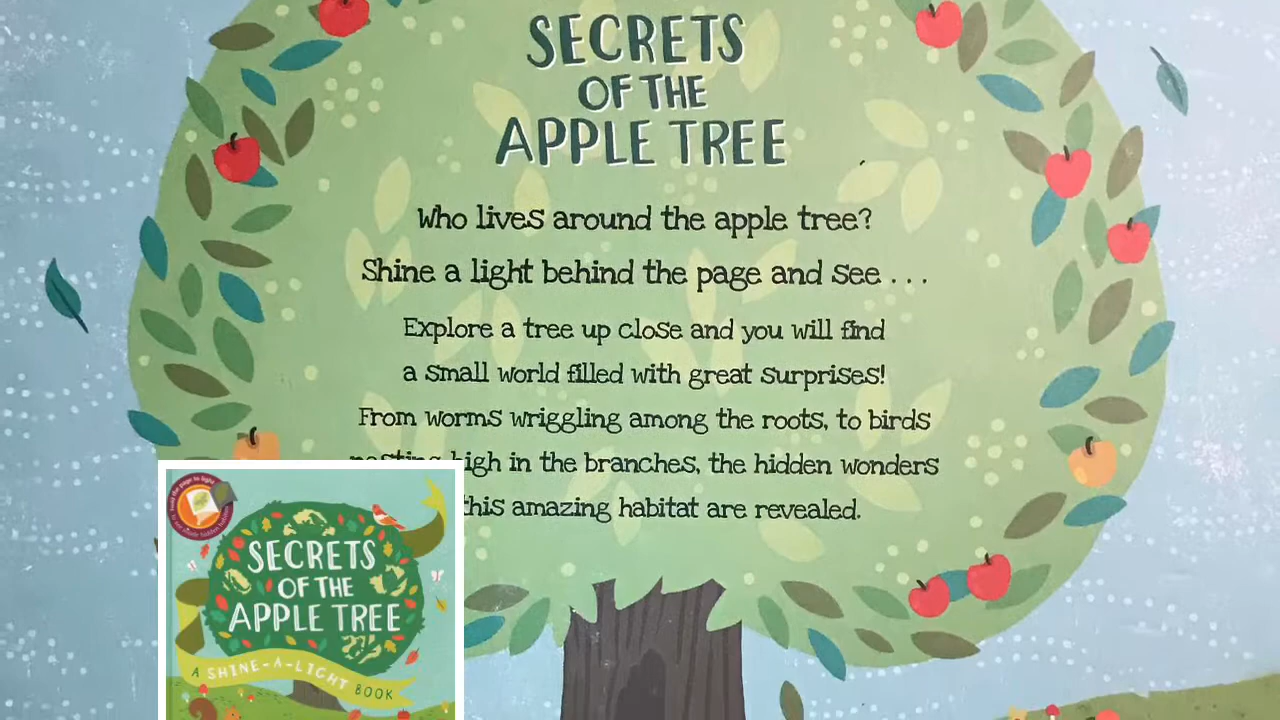 SECRETS
OF THE
APPLE TREE
Who lives around the apple tree?
Shine a light behind the page and see . . .
Explore a tree up close and you will find
a small world filled with great surprises!
From worms wriggling among the roots, to birds
high in the branches, the hidden wonders
this amazing habitat are revealed.
SECRETS
OF THE
APPLE TREE
A SHINE-A-LIGHT BOOK